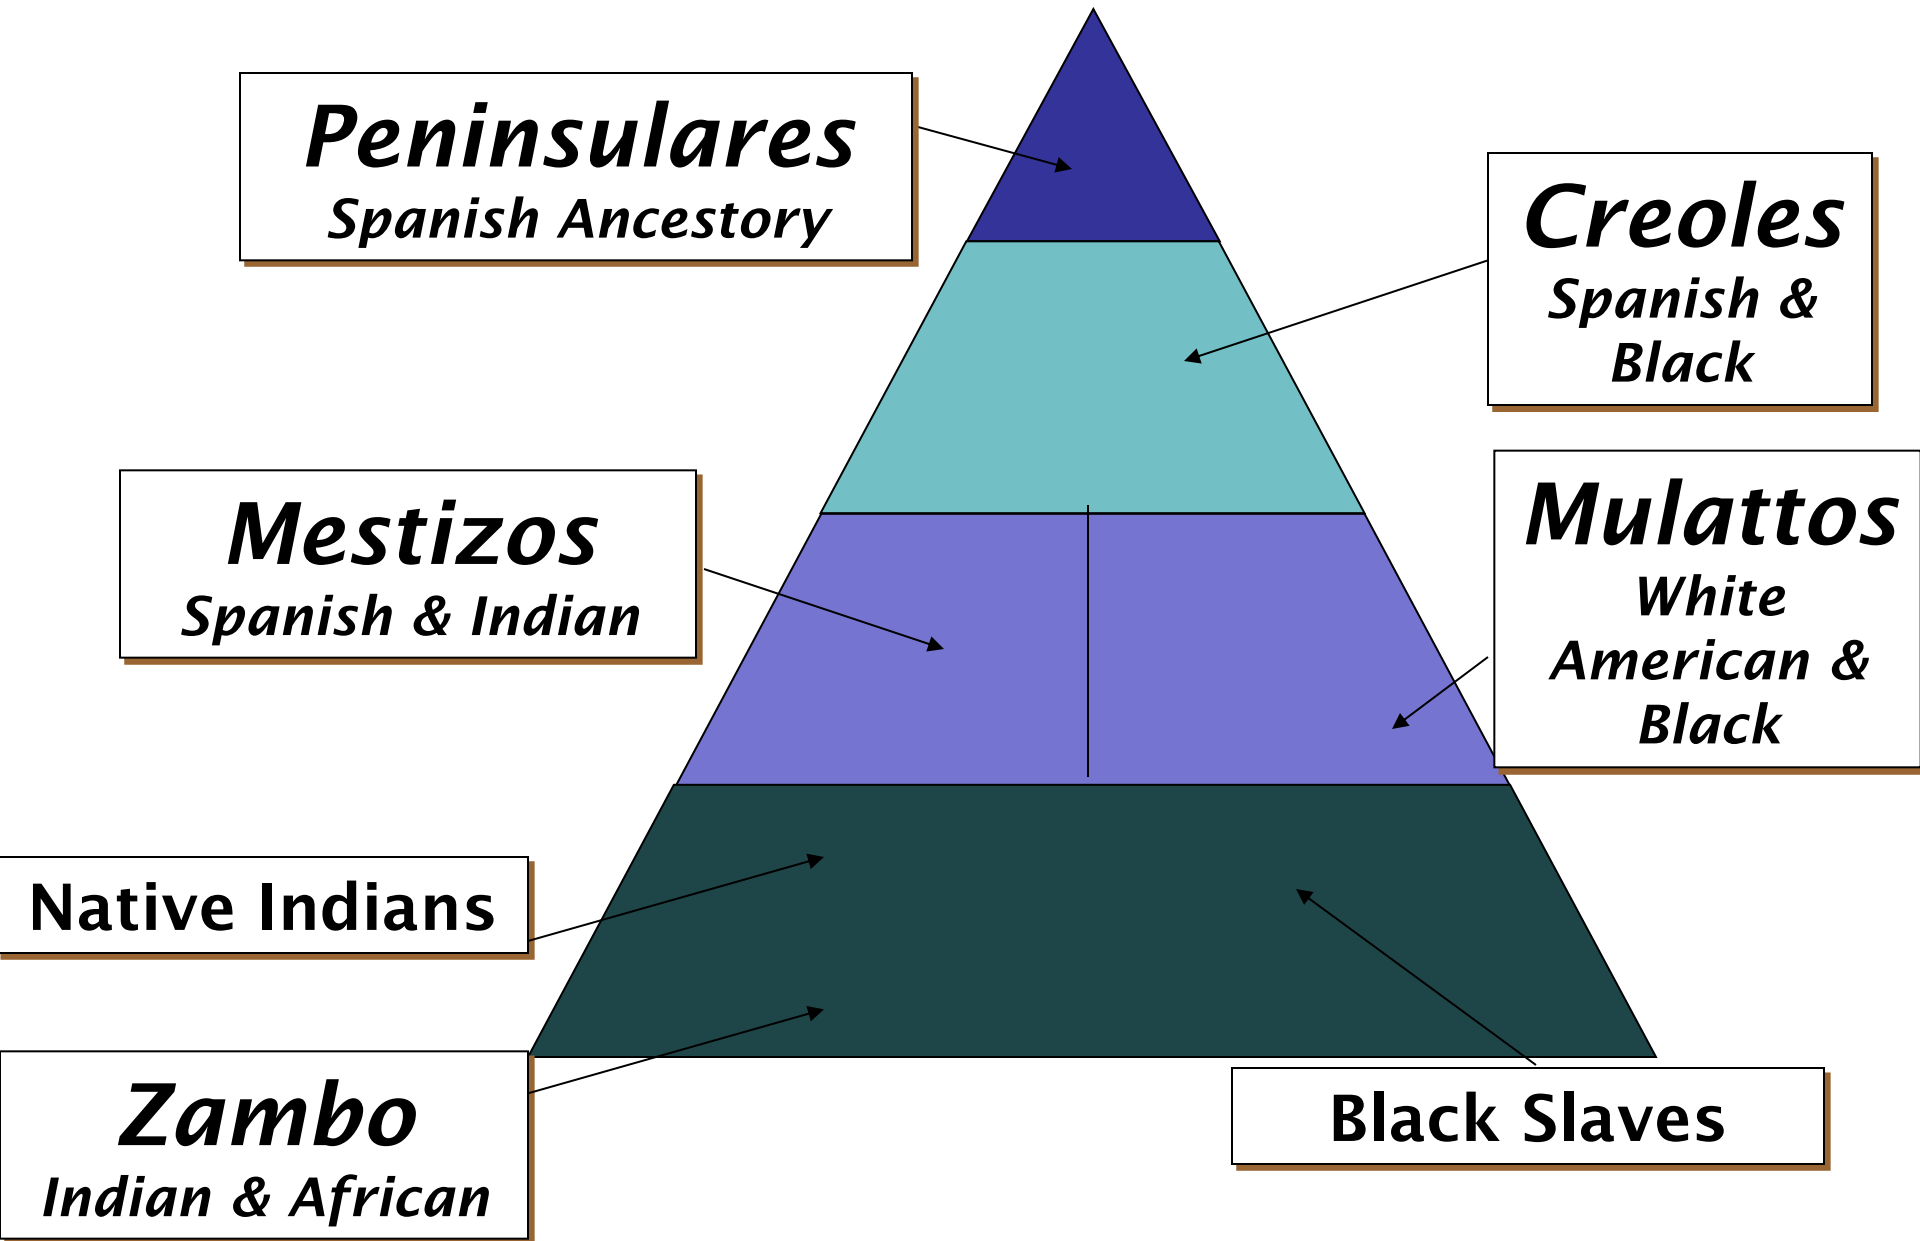 Peninsulares
Spanish Ancestory
Creoles
Spanish &
Black
Mestizos
Spanish & Indian
Mulattos
White
American &
Black
Native Indians
Zambo
Indian & African
Black Slaves